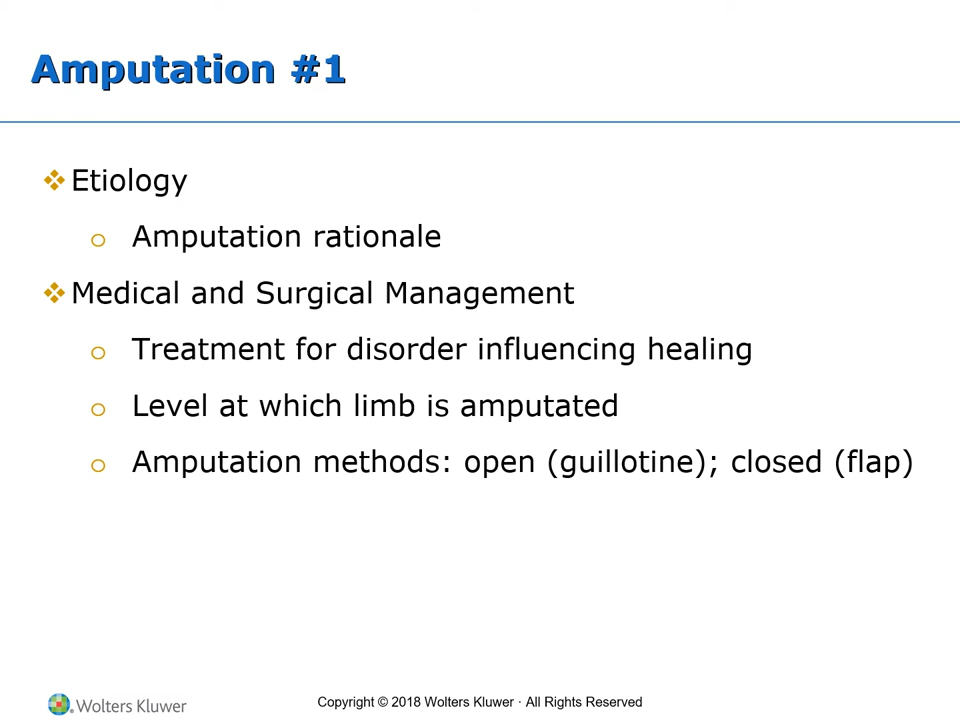 Amputation #1
❖ Etiology
o Amputation rationale
❖ Medical and Surgical Management
o Treatment for disorder influencing healing
o Level at which limb is amputated
o Amputation methods: open (guillotine); closed (flap)
Wolters Kluwer
Copyright © 2018 Wolters Kluwer · All Rights Reserved